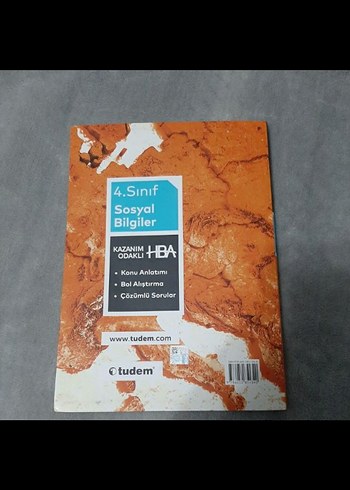 4.Sınıf
Sosyal
Bilgiler
KAZANIM
ODAKLI HBA
• Konu Anlatımı
• Bol Alıştırma
• Çözümlü Sorular
www.tudem.com
tudem